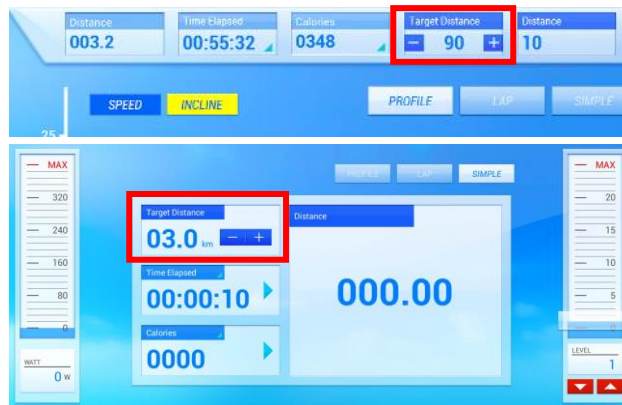 Distance
003.2
Time Elapsed
00:55:32
Calories
0348
Target Distance
- 90 +
Distance
10
SPEED
INCLINE
PROFILE
LAP
SIMPLE
25
MAX
320
240
160
80
0
WATT
0 w
PROFILE
LAP
SIMPLE
Target Distance
03.0 km - +
Time Elapsed
00:00:10
Calories
0000
Distance
000.00
MAX
20
15
10
5
0
LEVEL
1